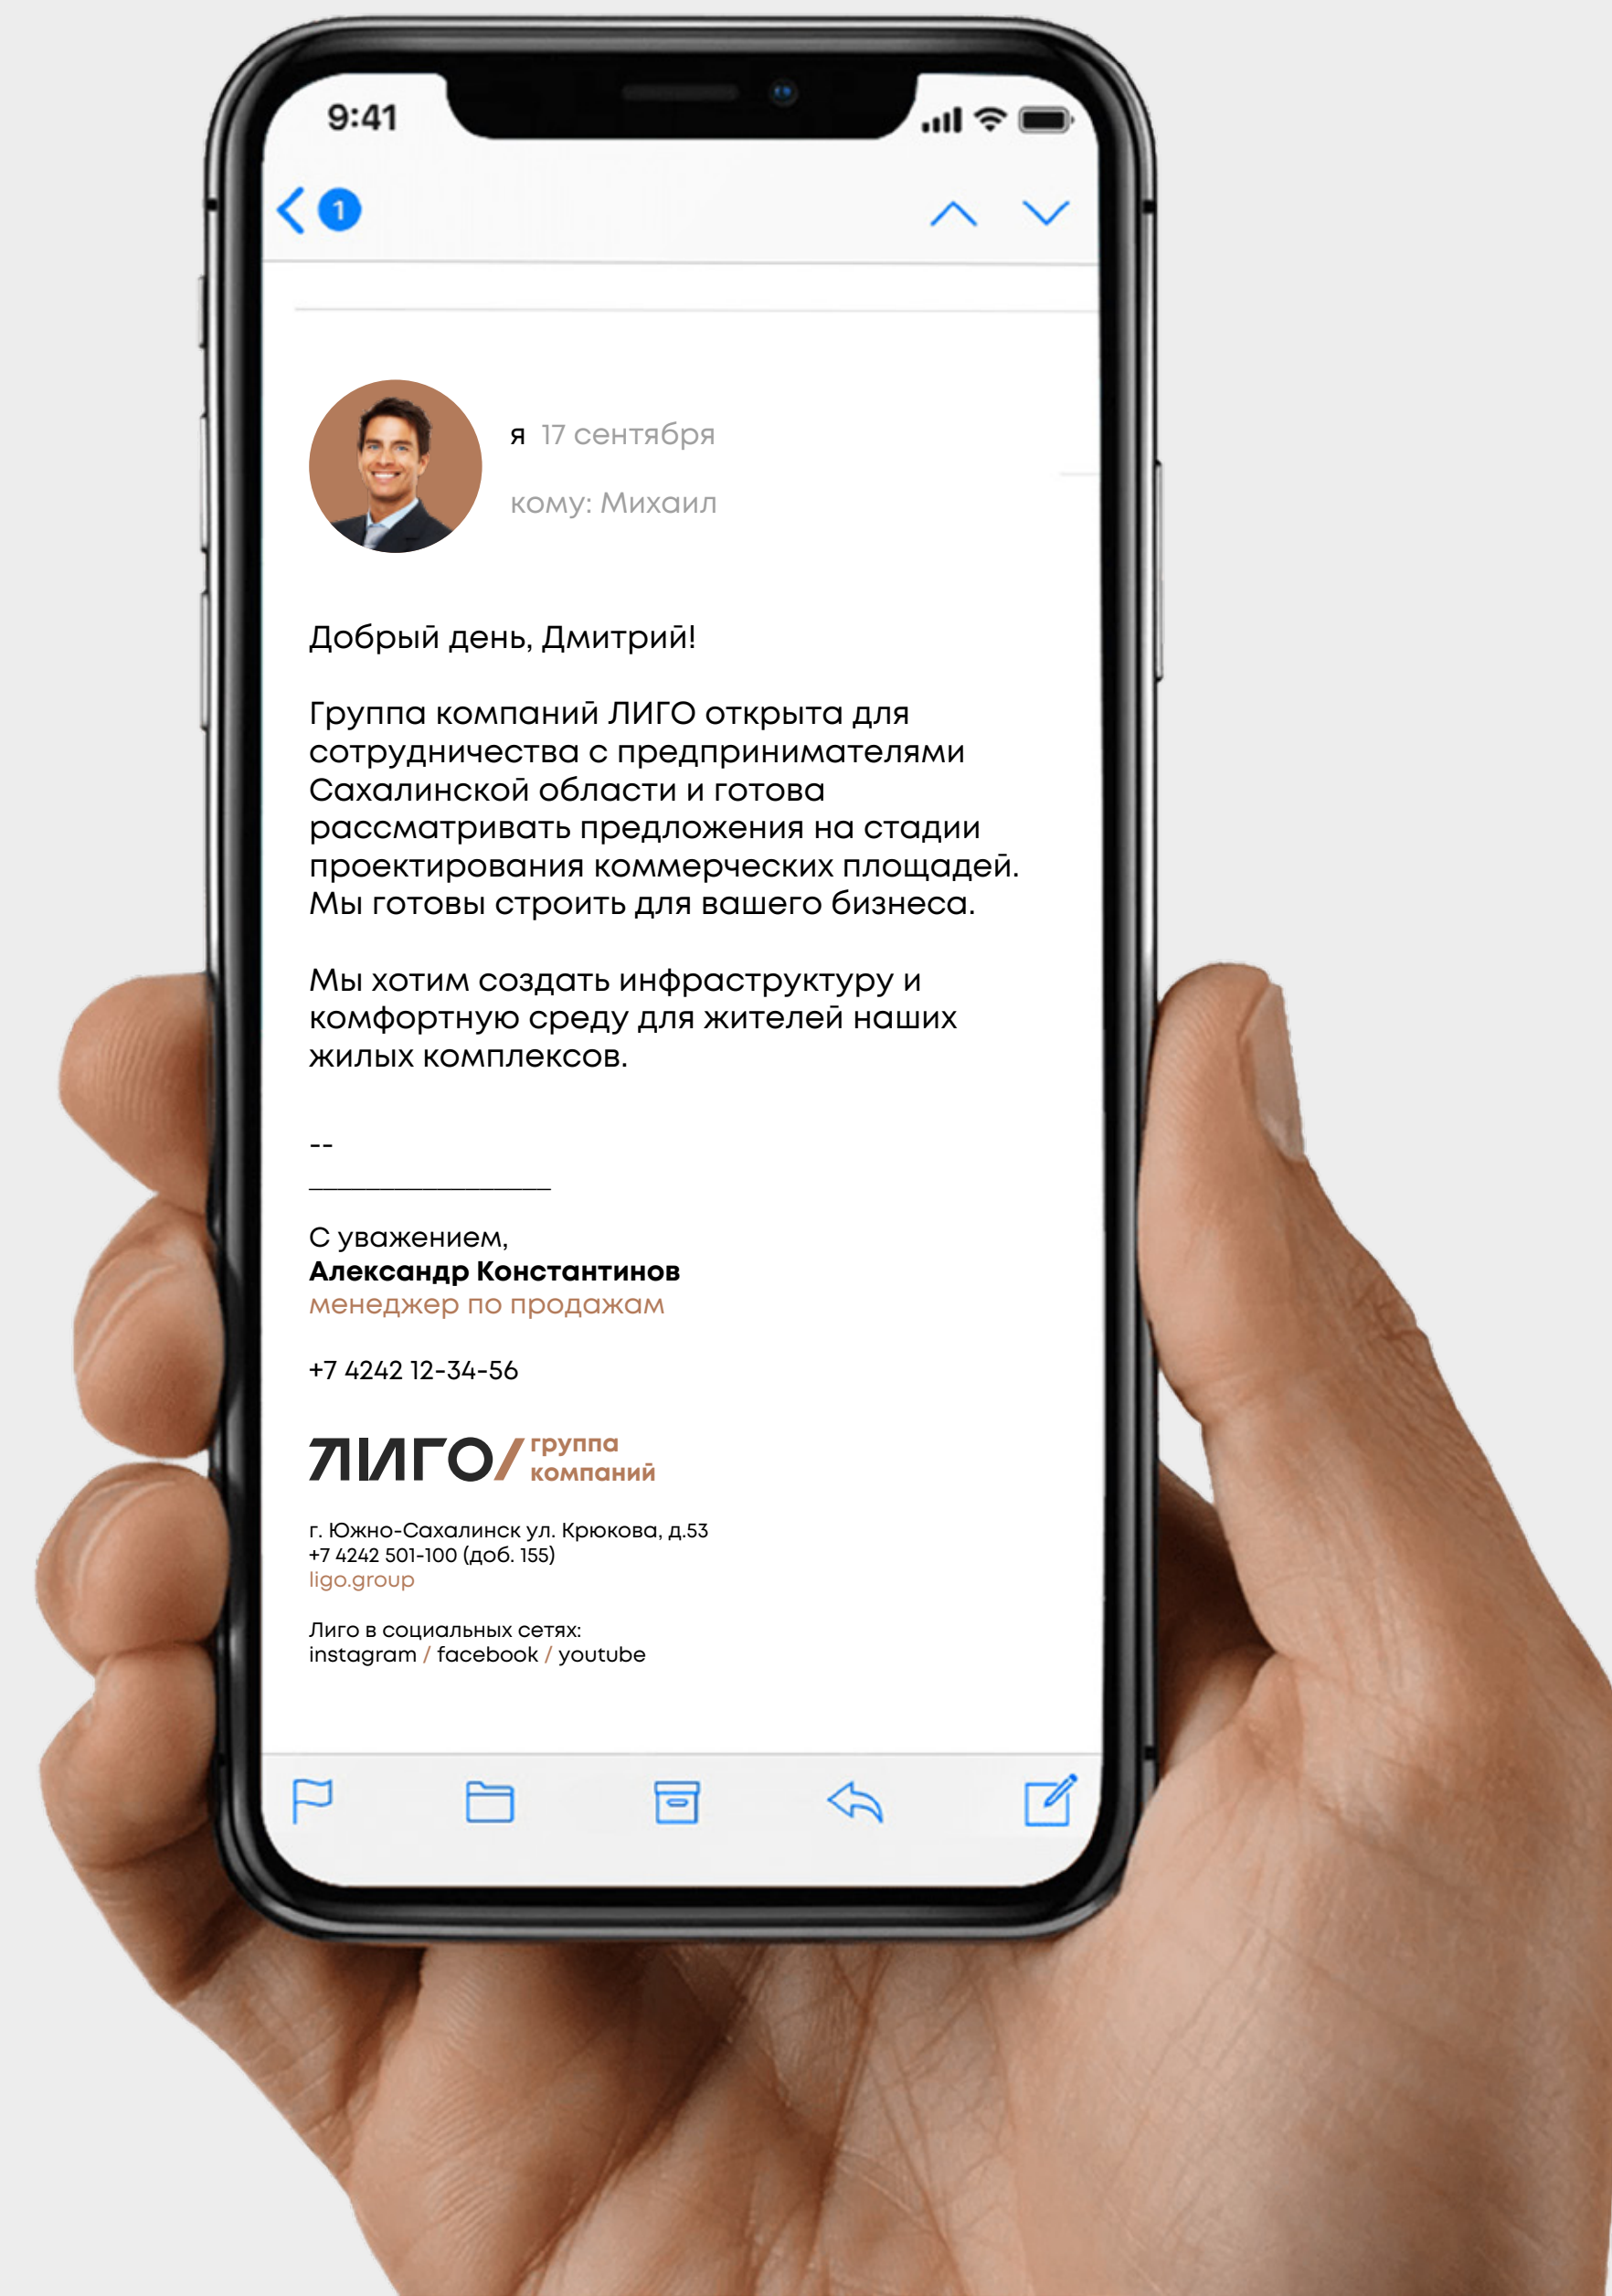 9:41
1
я 17 сентября
кому: Михаил
Добрый день, Дмитрий!
Группа компаний ЛИГО открыта для
сотрудничества с предпринимателями
Сахалинской области и готова
рассматривать предложения на стадии
проектирования коммерческих площадей.
Мы готовы строить для вашего бизнеса.
Мы хотим создать инфраструктуру и
комфортную среду для жителей наших
жилых комплексов.
--
_________________
С уважением,
Александр Константинов
менеджер по продажам
+7 4242 12-34-56
ЛИГО/ группа
компаний
г. Южно-Сахалинск ул. Крюкова, д.53
+7 4242 501-100 (доб. 155)
ligo.group
Лиго в социальных сетях:
instagram / facebook / youtube